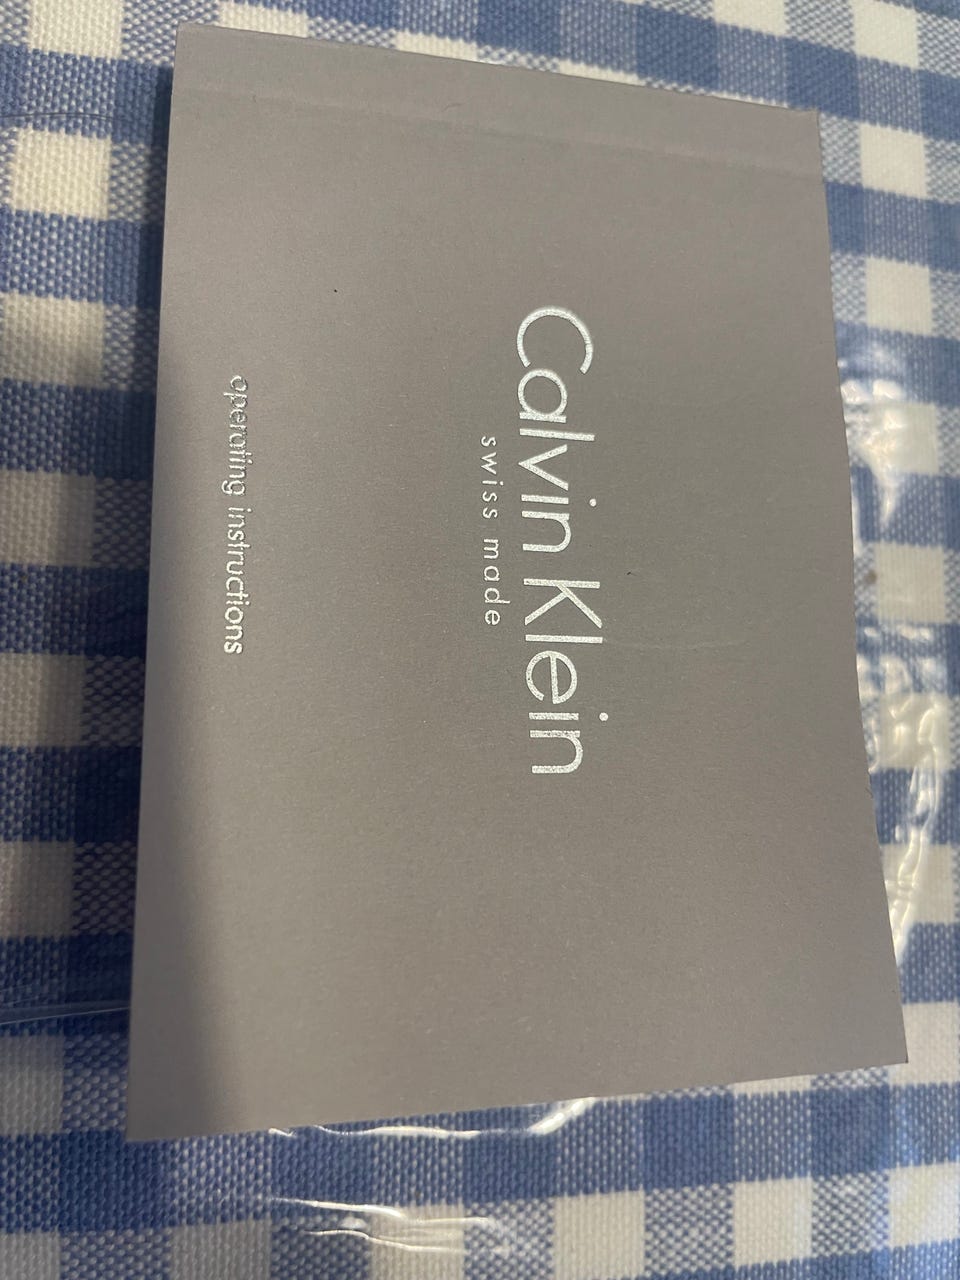 Calvin Klein
swiss made
operating instructions